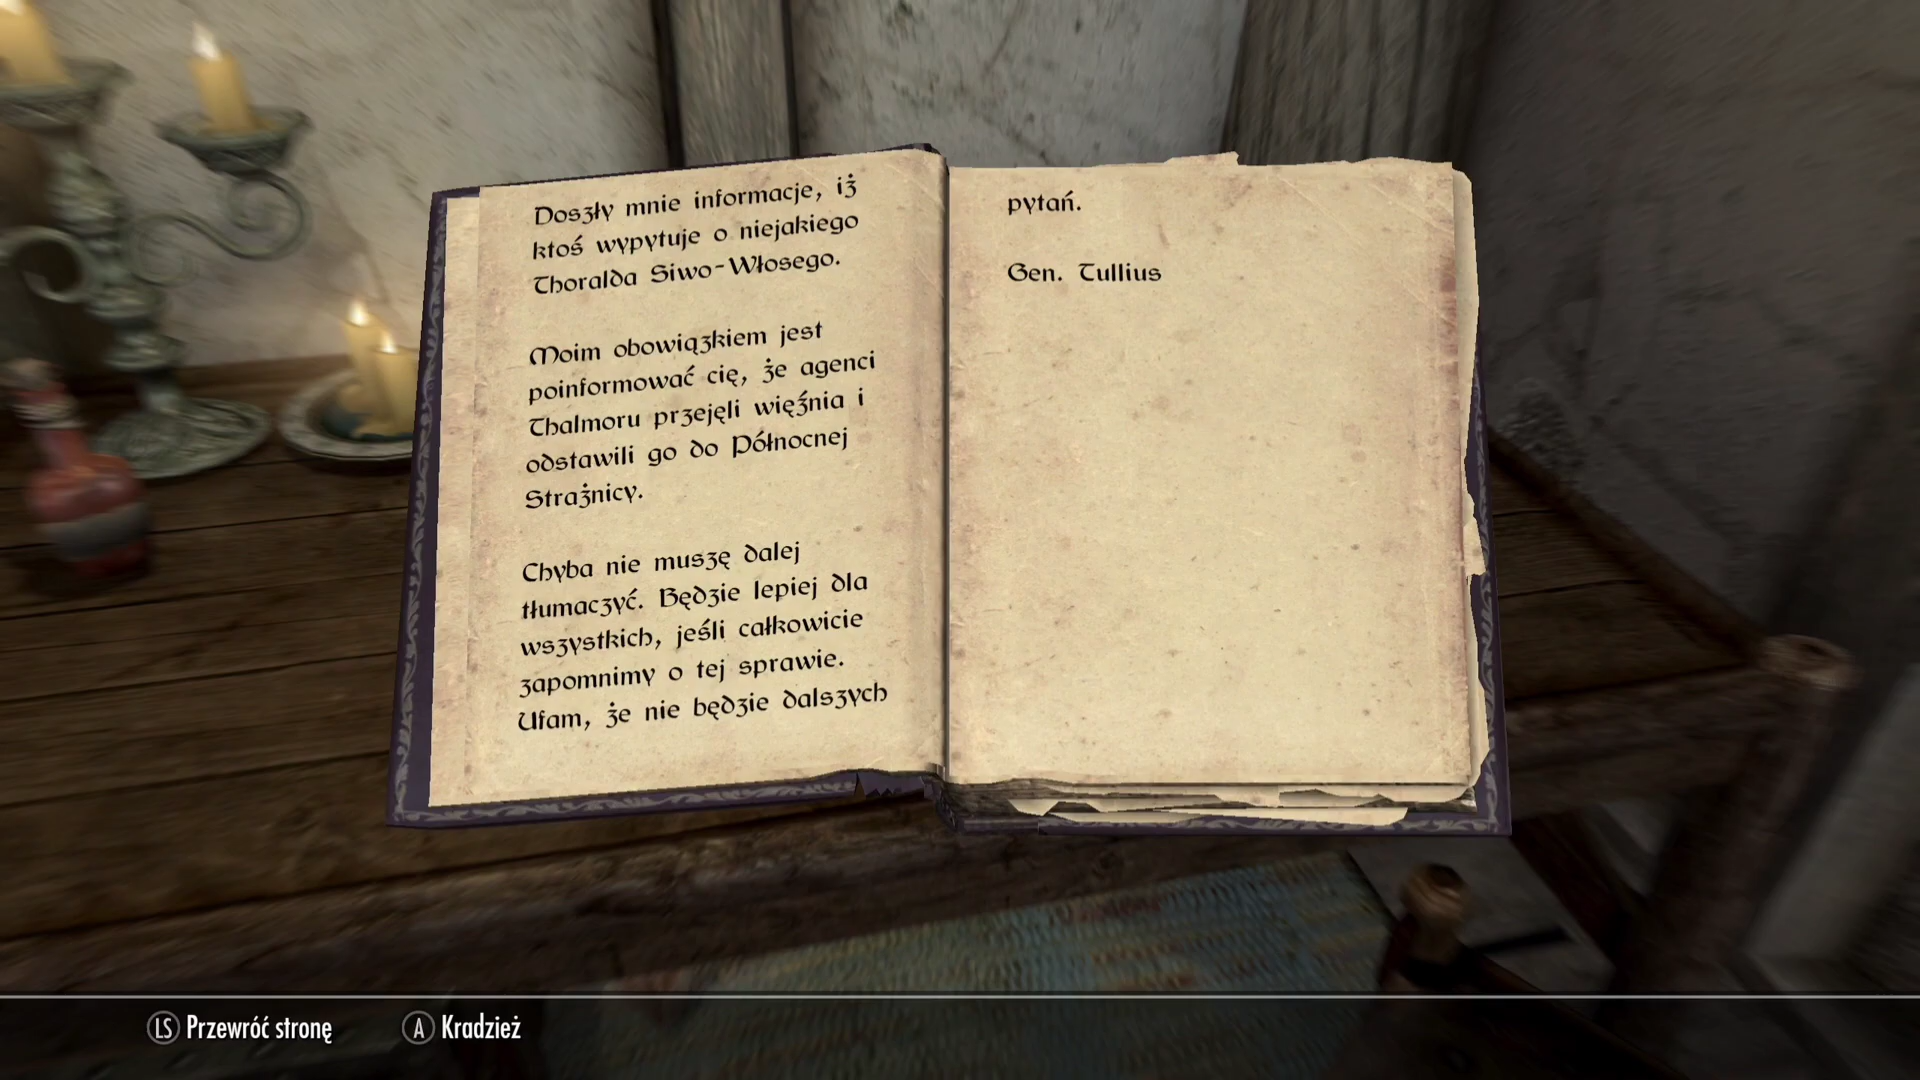 Doszły mnie informacje, iż
ktoś wypytuje o niejakiego
Thoralda Siwo-Włosego.
Moim obowiązkiem jest
poinformować cię, że agenci
Thalmoru przejęli więźnia i
odstawili go do Północnej
Strażnicy.
Chyba nie muszę dalej
tłumaczyć. Będzie lepiej dla
wszystkich, jeśli całkowicie
zapomnimy o tej sprawie.
Ufam, że nie będzie dalszych
pytań.
Gen. Tullius
LS Przewróć stronę
A Kradzież